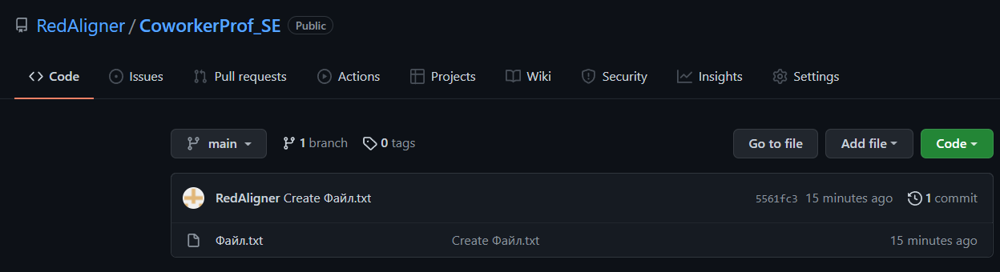 RedAligner / CoworkerProf_SE Public
Code Issues Pull requests Actions Projects Wiki Security Insights Settings
main 1 branch 0 tags Go to file Add file Code
RedAligner Create Файл.txt 5561fc3 15 minutes ago 1 commit
Файл.txt Create Файл.txt 15 minutes ago